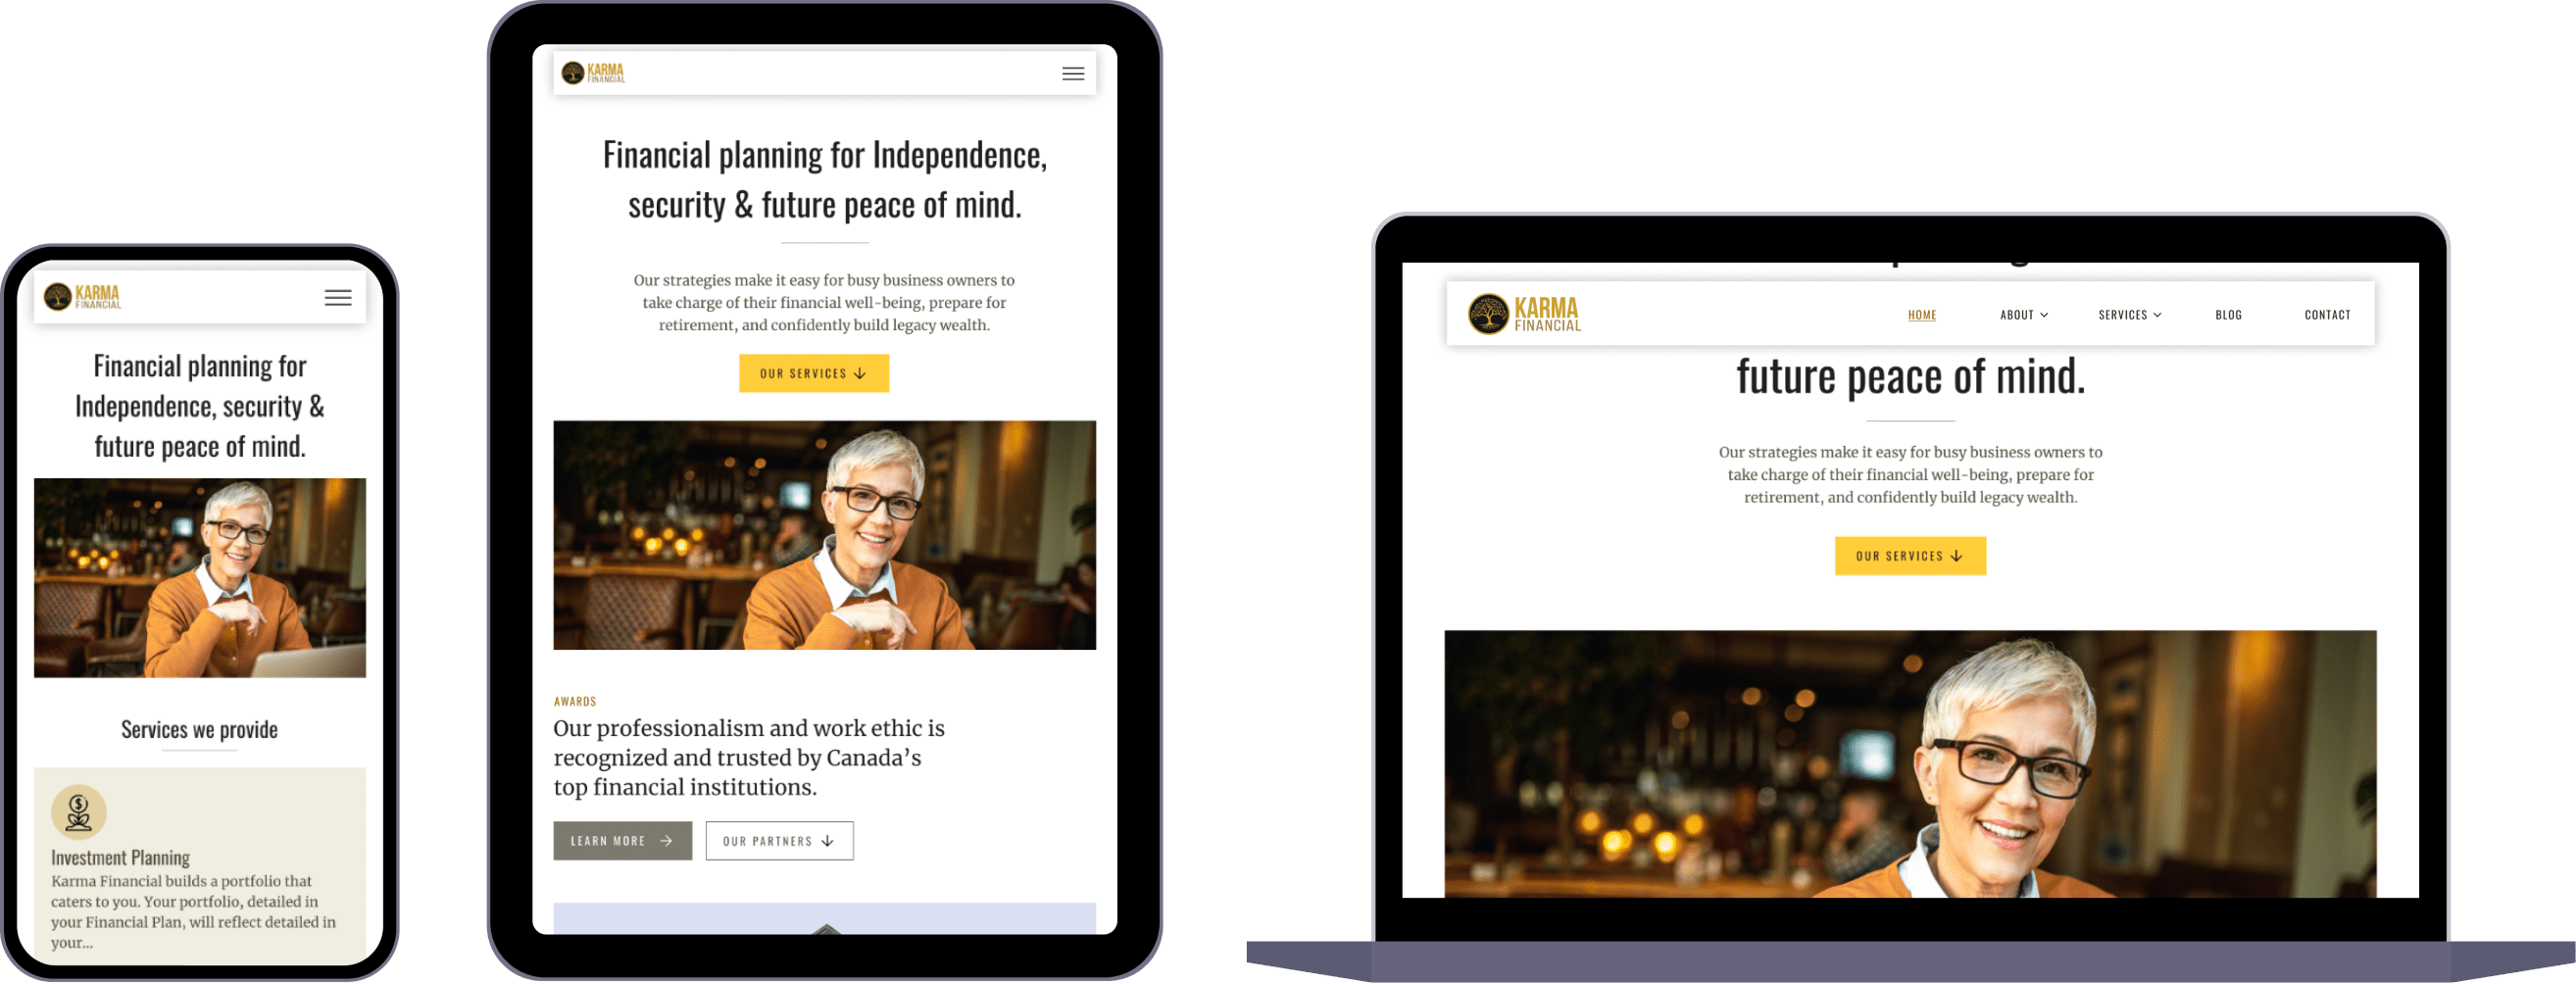 KARMA
FINANCIAL
Financial planning for
Independence, security &
future peace of mind.
Services we provide
Investment Planning
Karma Financial builds a portfolio that
caters to you. Your portfolio, detailed in
your Financial Plan, will reflect detailed in
your...
KARMA
FINANCIAL
Financial planning for Independence,
security & future peace of mind.
Our strategies make it easy for busy business owners to
take charge of their financial well-being, prepare for
retirement, and confidently build legacy wealth.
OUR SERVICES ↓
AWARDS
Our professionalism and work ethic is
recognized and trusted by Canada’s
top financial institutions.
LEARN MORE → OUR PARTNERS ↓
KARMA
FINANCIAL
HOME ABOUT SERVICES BLOG CONTACT
future peace of mind.
Our strategies make it easy for busy business owners to
take charge of their financial well-being, prepare for
retirement, and confidently build legacy wealth.
OUR SERVICES ↓